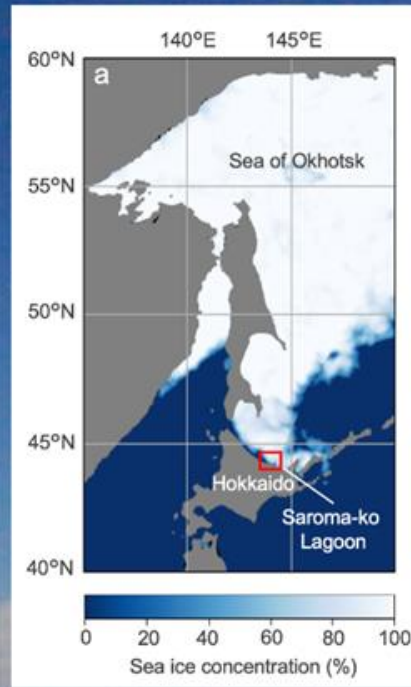 140°E 145°E
60°N
a
Sea of Okhotsk
55°N
50°N
45°N
Hokkaido
Saroma-ko
Lagoon
40°N
0 20 40 60 80 100
Sea ice concentration (%)